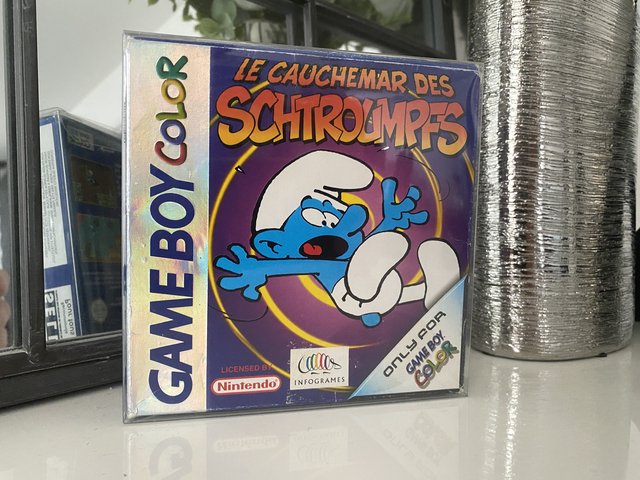 LE CAUCHEMAR DES
SCHTROUMPFS
GAME BOY COLOR
LICENSED BY
Nintendo
INFOGRAMES
ONLY FOR
GAME BOY
COLOR